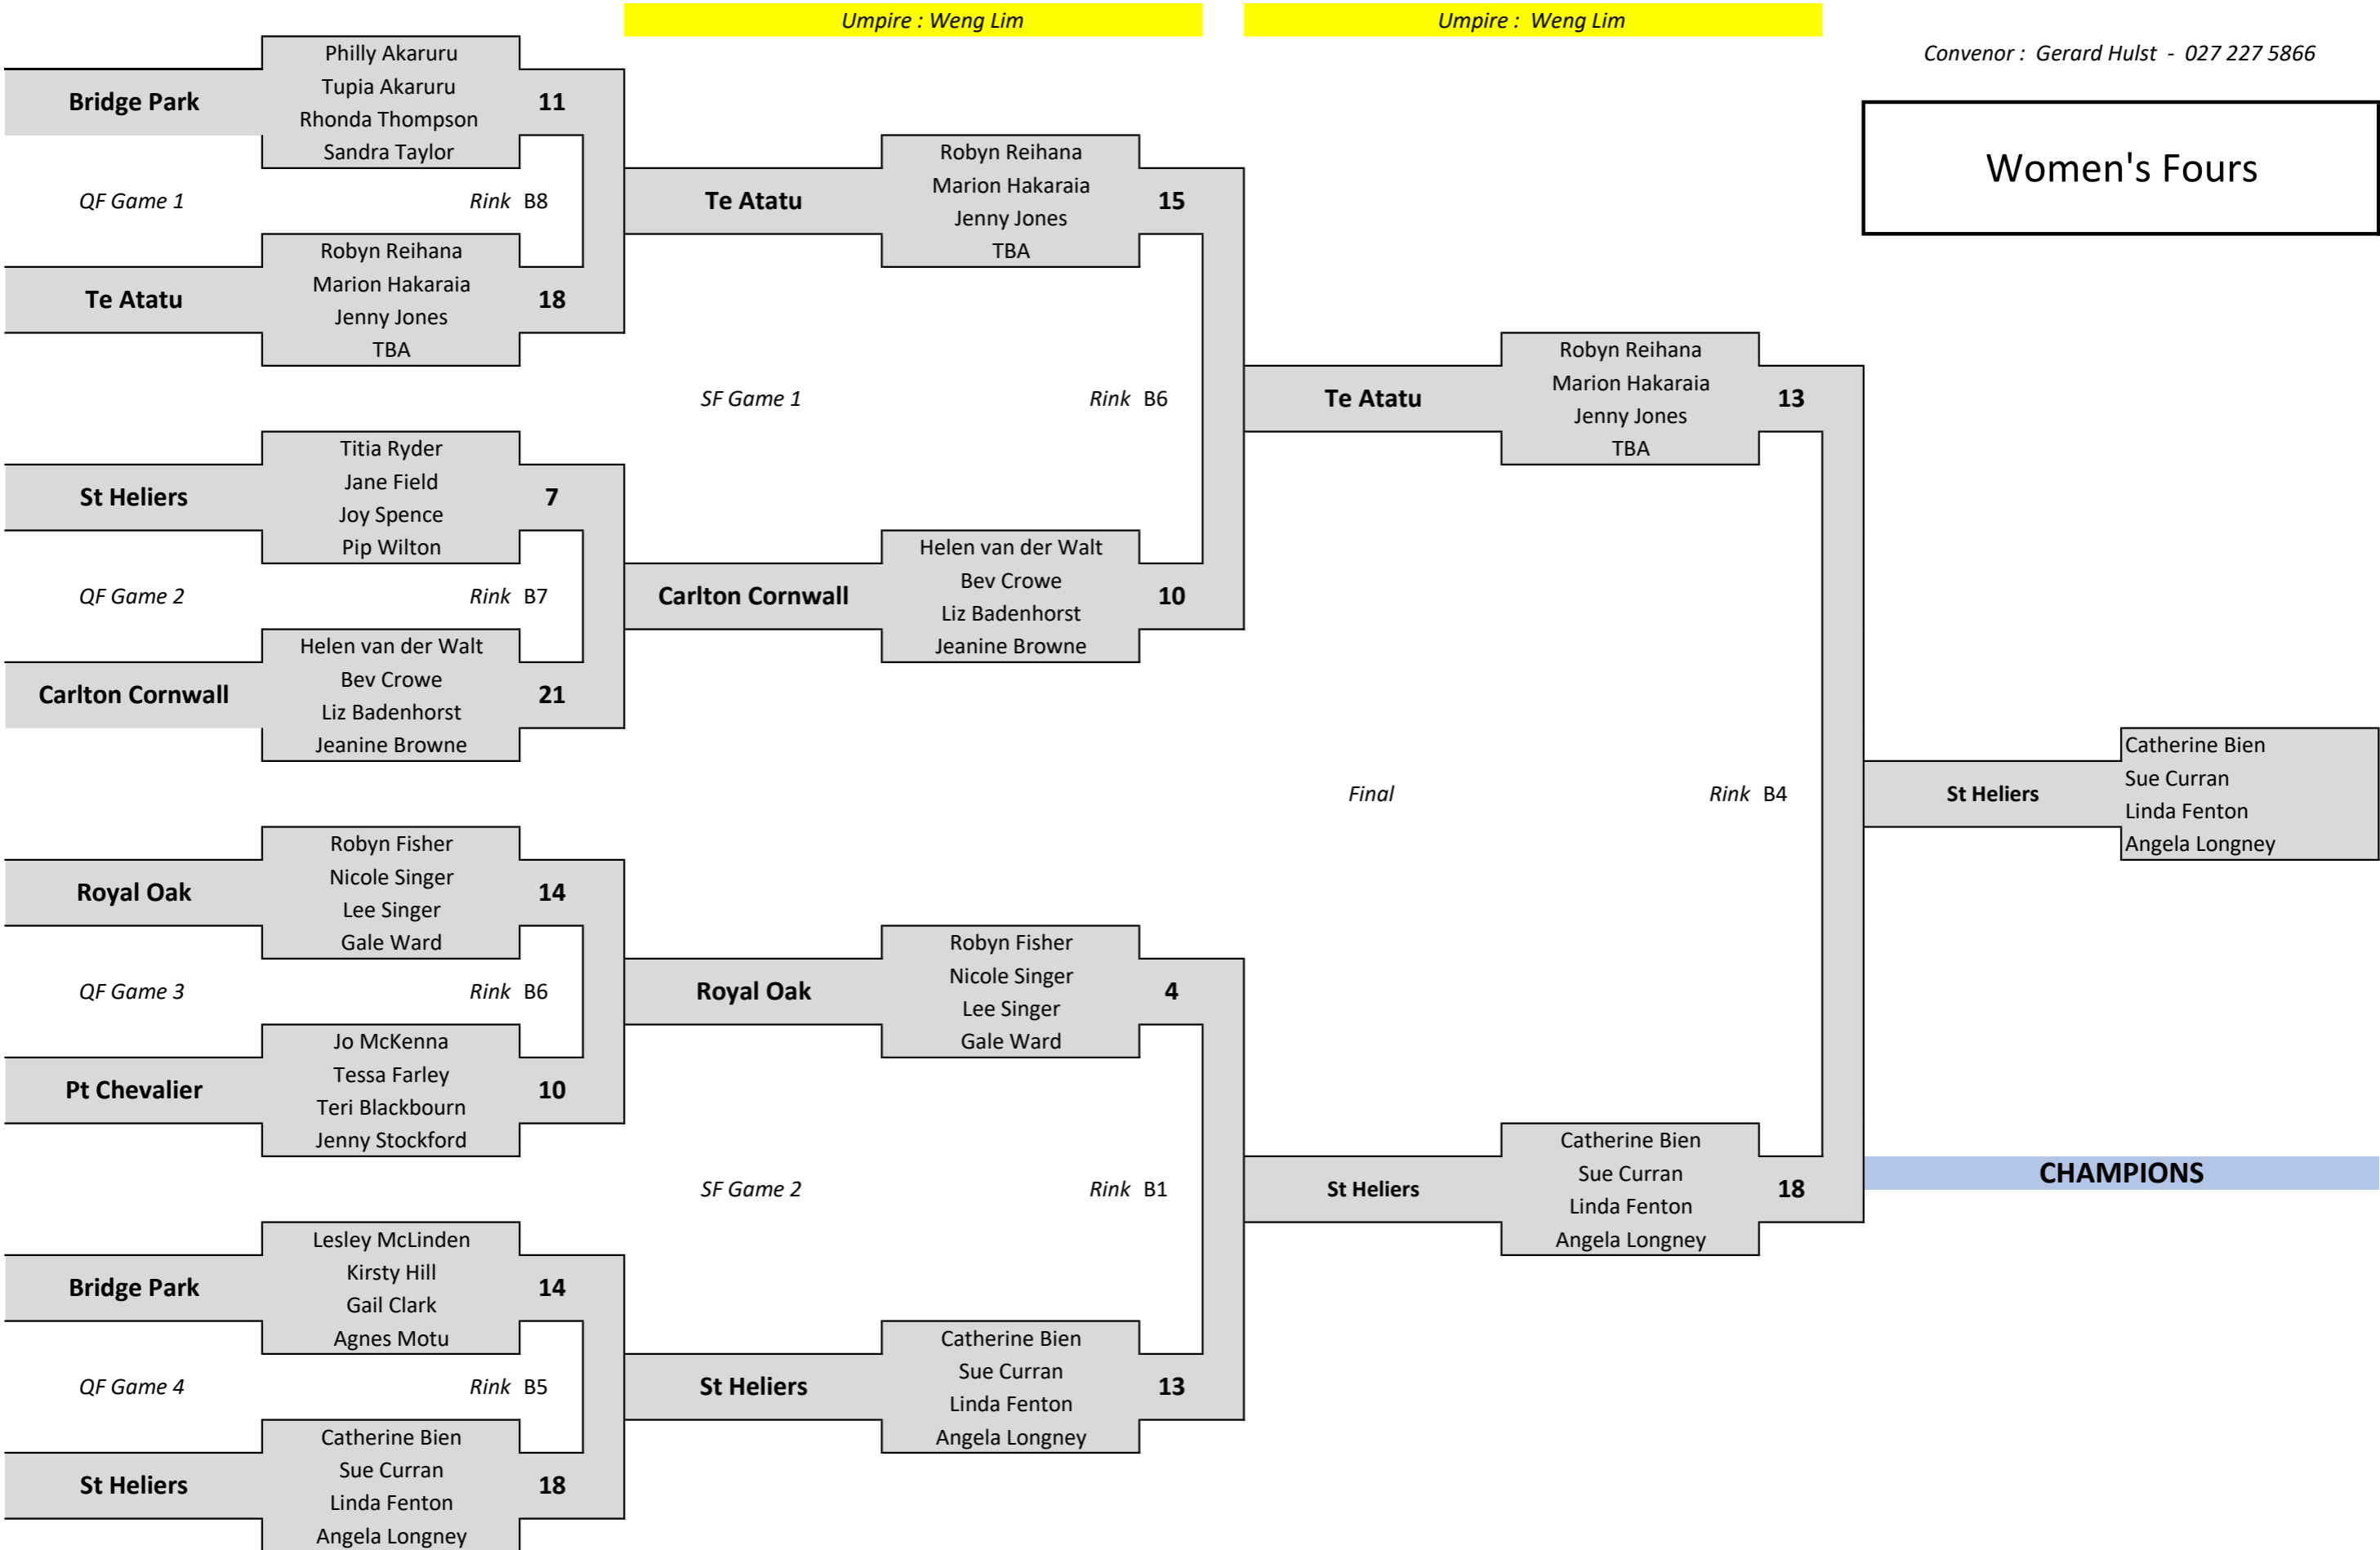 Umpire : Weng Lim
Umpire : Weng Lim
Convenor : Gerard Hulst - 027 227 5866
Women's Fours
Bridge Park
Philly Akaruru
Tupia Akaruru
Rhonda Thompson
Sandra Taylor
11
QF Game 1
Rink B8
Te Atatu
Robyn Reihana
Marion Hakaraia
Jenny Jones
TBA
18
St Heliers
Titia Ryder
Jane Field
Joy Spence
Pip Wilton
7
QF Game 2
Rink B7
Carlton Cornwall
Helen van der Walt
Bev Crowe
Liz Badenhorst
Jeanine Browne
21
Royal Oak
Robyn Fisher
Nicole Singer
Lee Singer
Gale Ward
14
QF Game 3
Rink B6
Pt Chevalier
Jo McKenna
Tessa Farley
Teri Blackbourn
Jenny Stockford
10
Bridge Park
Lesley McLinden
Kirsty Hill
Gail Clark
Agnes Motu
14
QF Game 4
Rink B5
St Heliers
Catherine Bien
Sue Curran
Linda Fenton
Angela Longney
18
Te Atatu
Robyn Reihana
Marion Hakaraia
Jenny Jones
TBA
15
SF Game 1
Rink B6
Carlton Cornwall
Helen van der Walt
Bev Crowe
Liz Badenhorst
Jeanine Browne
10
Royal Oak
Robyn Fisher
Nicole Singer
Lee Singer
Gale Ward
4
SF Game 2
Rink B1
St Heliers
Catherine Bien
Sue Curran
Linda Fenton
Angela Longney
13
Te Atatu
Robyn Reihana
Marion Hakaraia
Jenny Jones
TBA
13
Final
Rink B4
St Heliers
Catherine Bien
Sue Curran
Linda Fenton
Angela Longney
18
St Heliers
Catherine Bien
Sue Curran
Linda Fenton
Angela Longney
CHAMPIONS